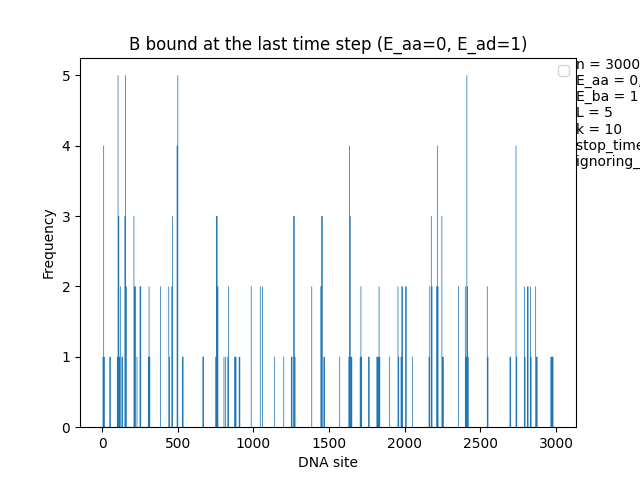 B bound at the last time step (E_aa=0, E_ad=1)
n = 3000
E_aa = 0,
E_ba = 1
L = 5
k = 10
stop_time
ignoring_
5
4
3
2
1
0
Frequency
0 500 1000 1500 2000 2500 3000
DNA site